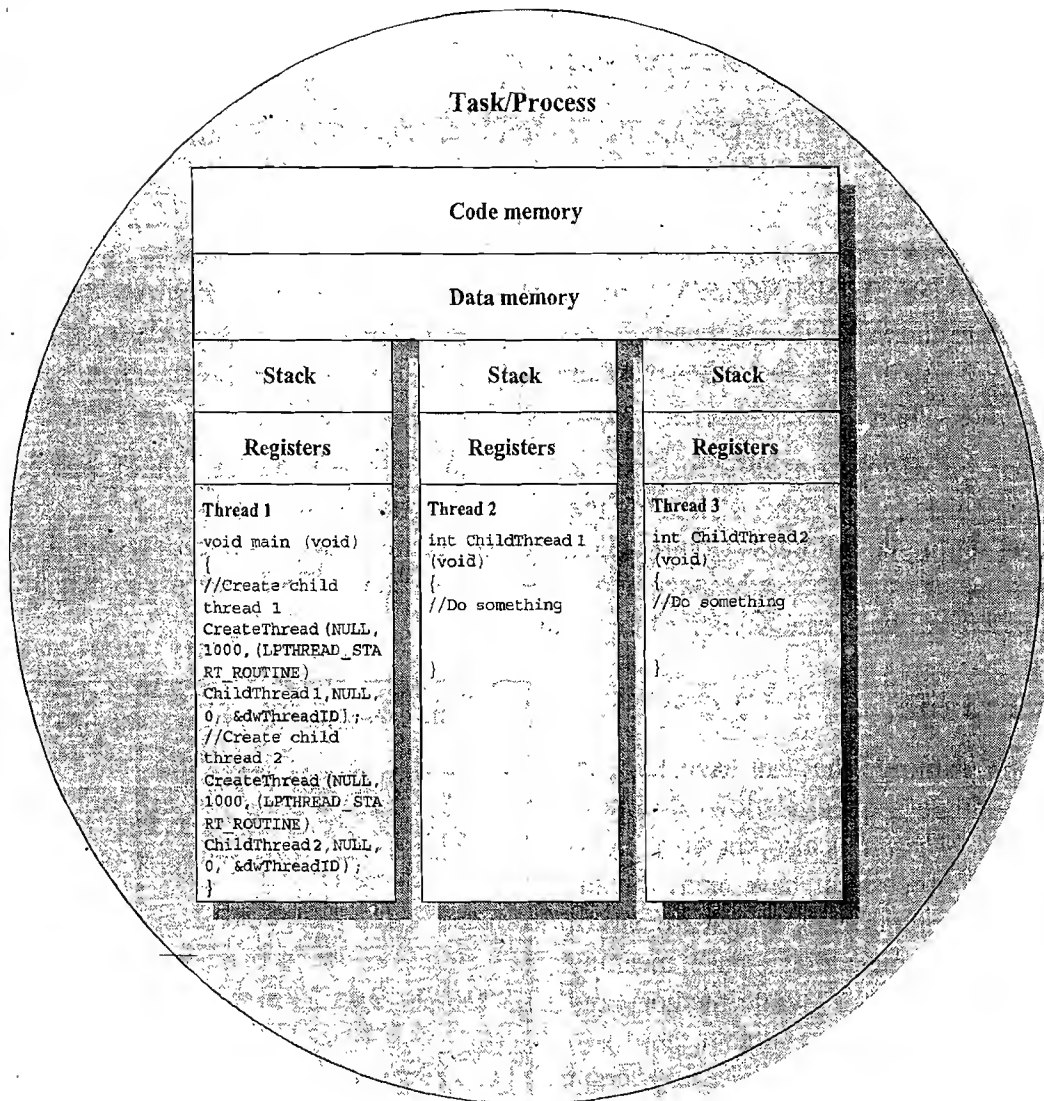 Task/Process
Code memory
Data memory
Stack
Stack
Stack
Registers
Registers
Registers
Thread 1
void main (void)
{
//Create child
thread 1
CreateThread(NULL,
1000,(LPTHREAD_STA
RT_ROUTINE)
ChildThread1,NULL,
0, &dwThreadID);
//Create child
thread 2
CreateThread(NULL,
1000,(LPTHREAD_STA
RT_ROUTINE)
ChildThread2,NULL,
0, &dwThreadID);
}
Thread 2
int ChildThread1
(void)
{
//Do something
}
Thread 3
int ChildThread2
(void)
{
//Do something
}